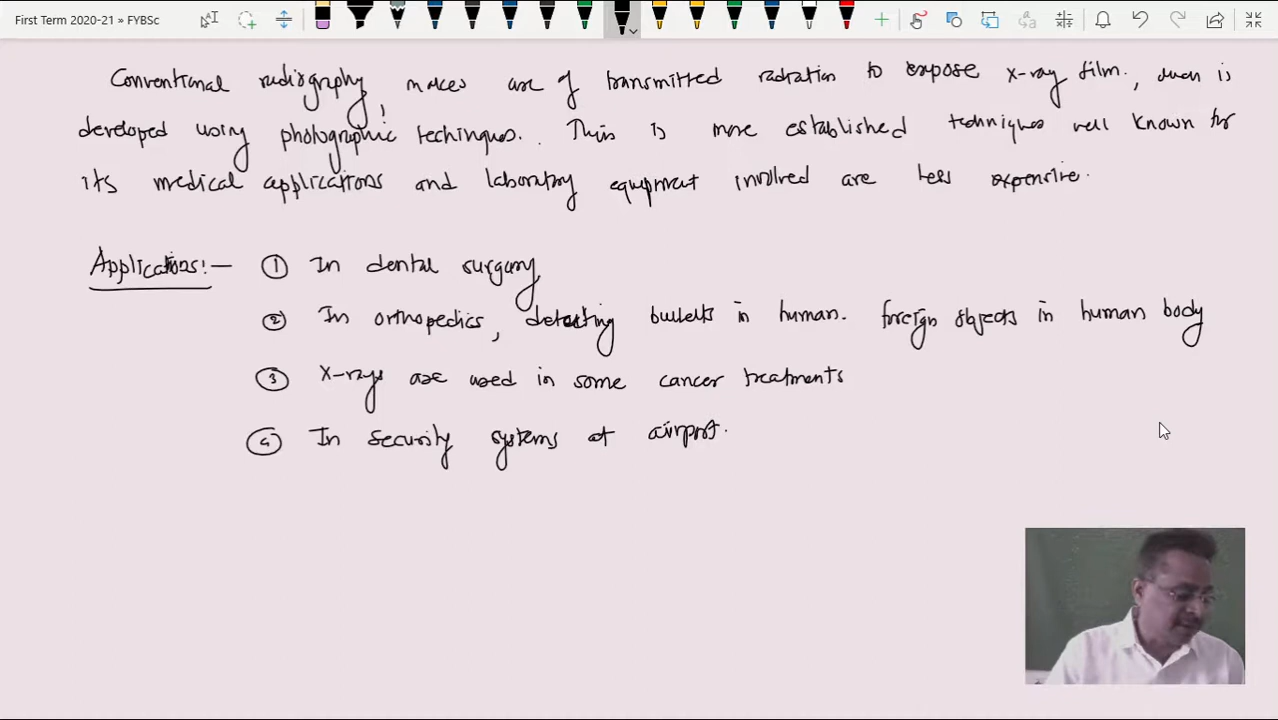 First Term 2020-21 » FYBSc
Conventional radiography, makes use of transmitted radiation to expose x-ray film., is
developed using photographic techinques. This is more established techniques well known for
its medical applications and laboratory equipment involved are less expensive.
Applications:- ① In dental surgary
② In orthopedics, detecting bullets in human. foreign objects in human body
③ X-rays are used in some cancer treatments
④ In security systems at airport.